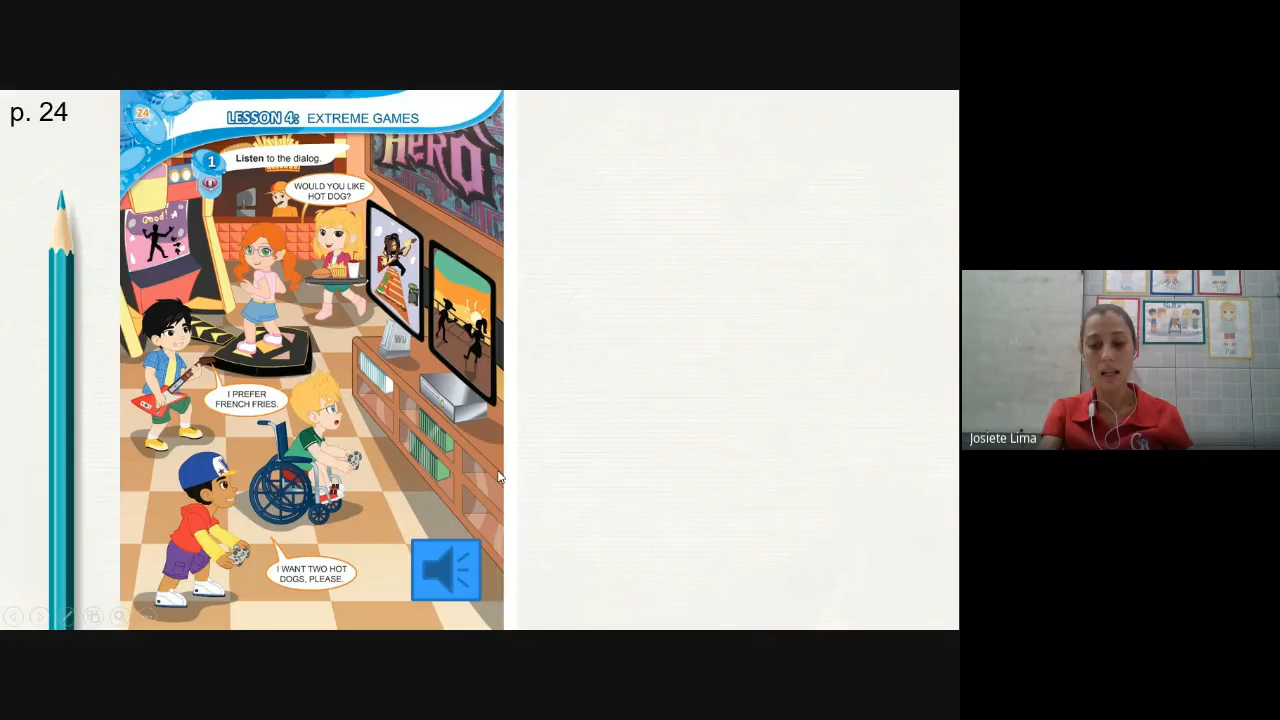 p. 24
24
LESSON 4: EXTREME GAMES
1
Listen to the dialog.
HERO
WOULD YOU LIKE
HOT DOG?
Good!
Wii
I PREFER
FRENCH FRIES.
I WANT TWO HOT
DOGS, PLEASE.
Josiete Lima